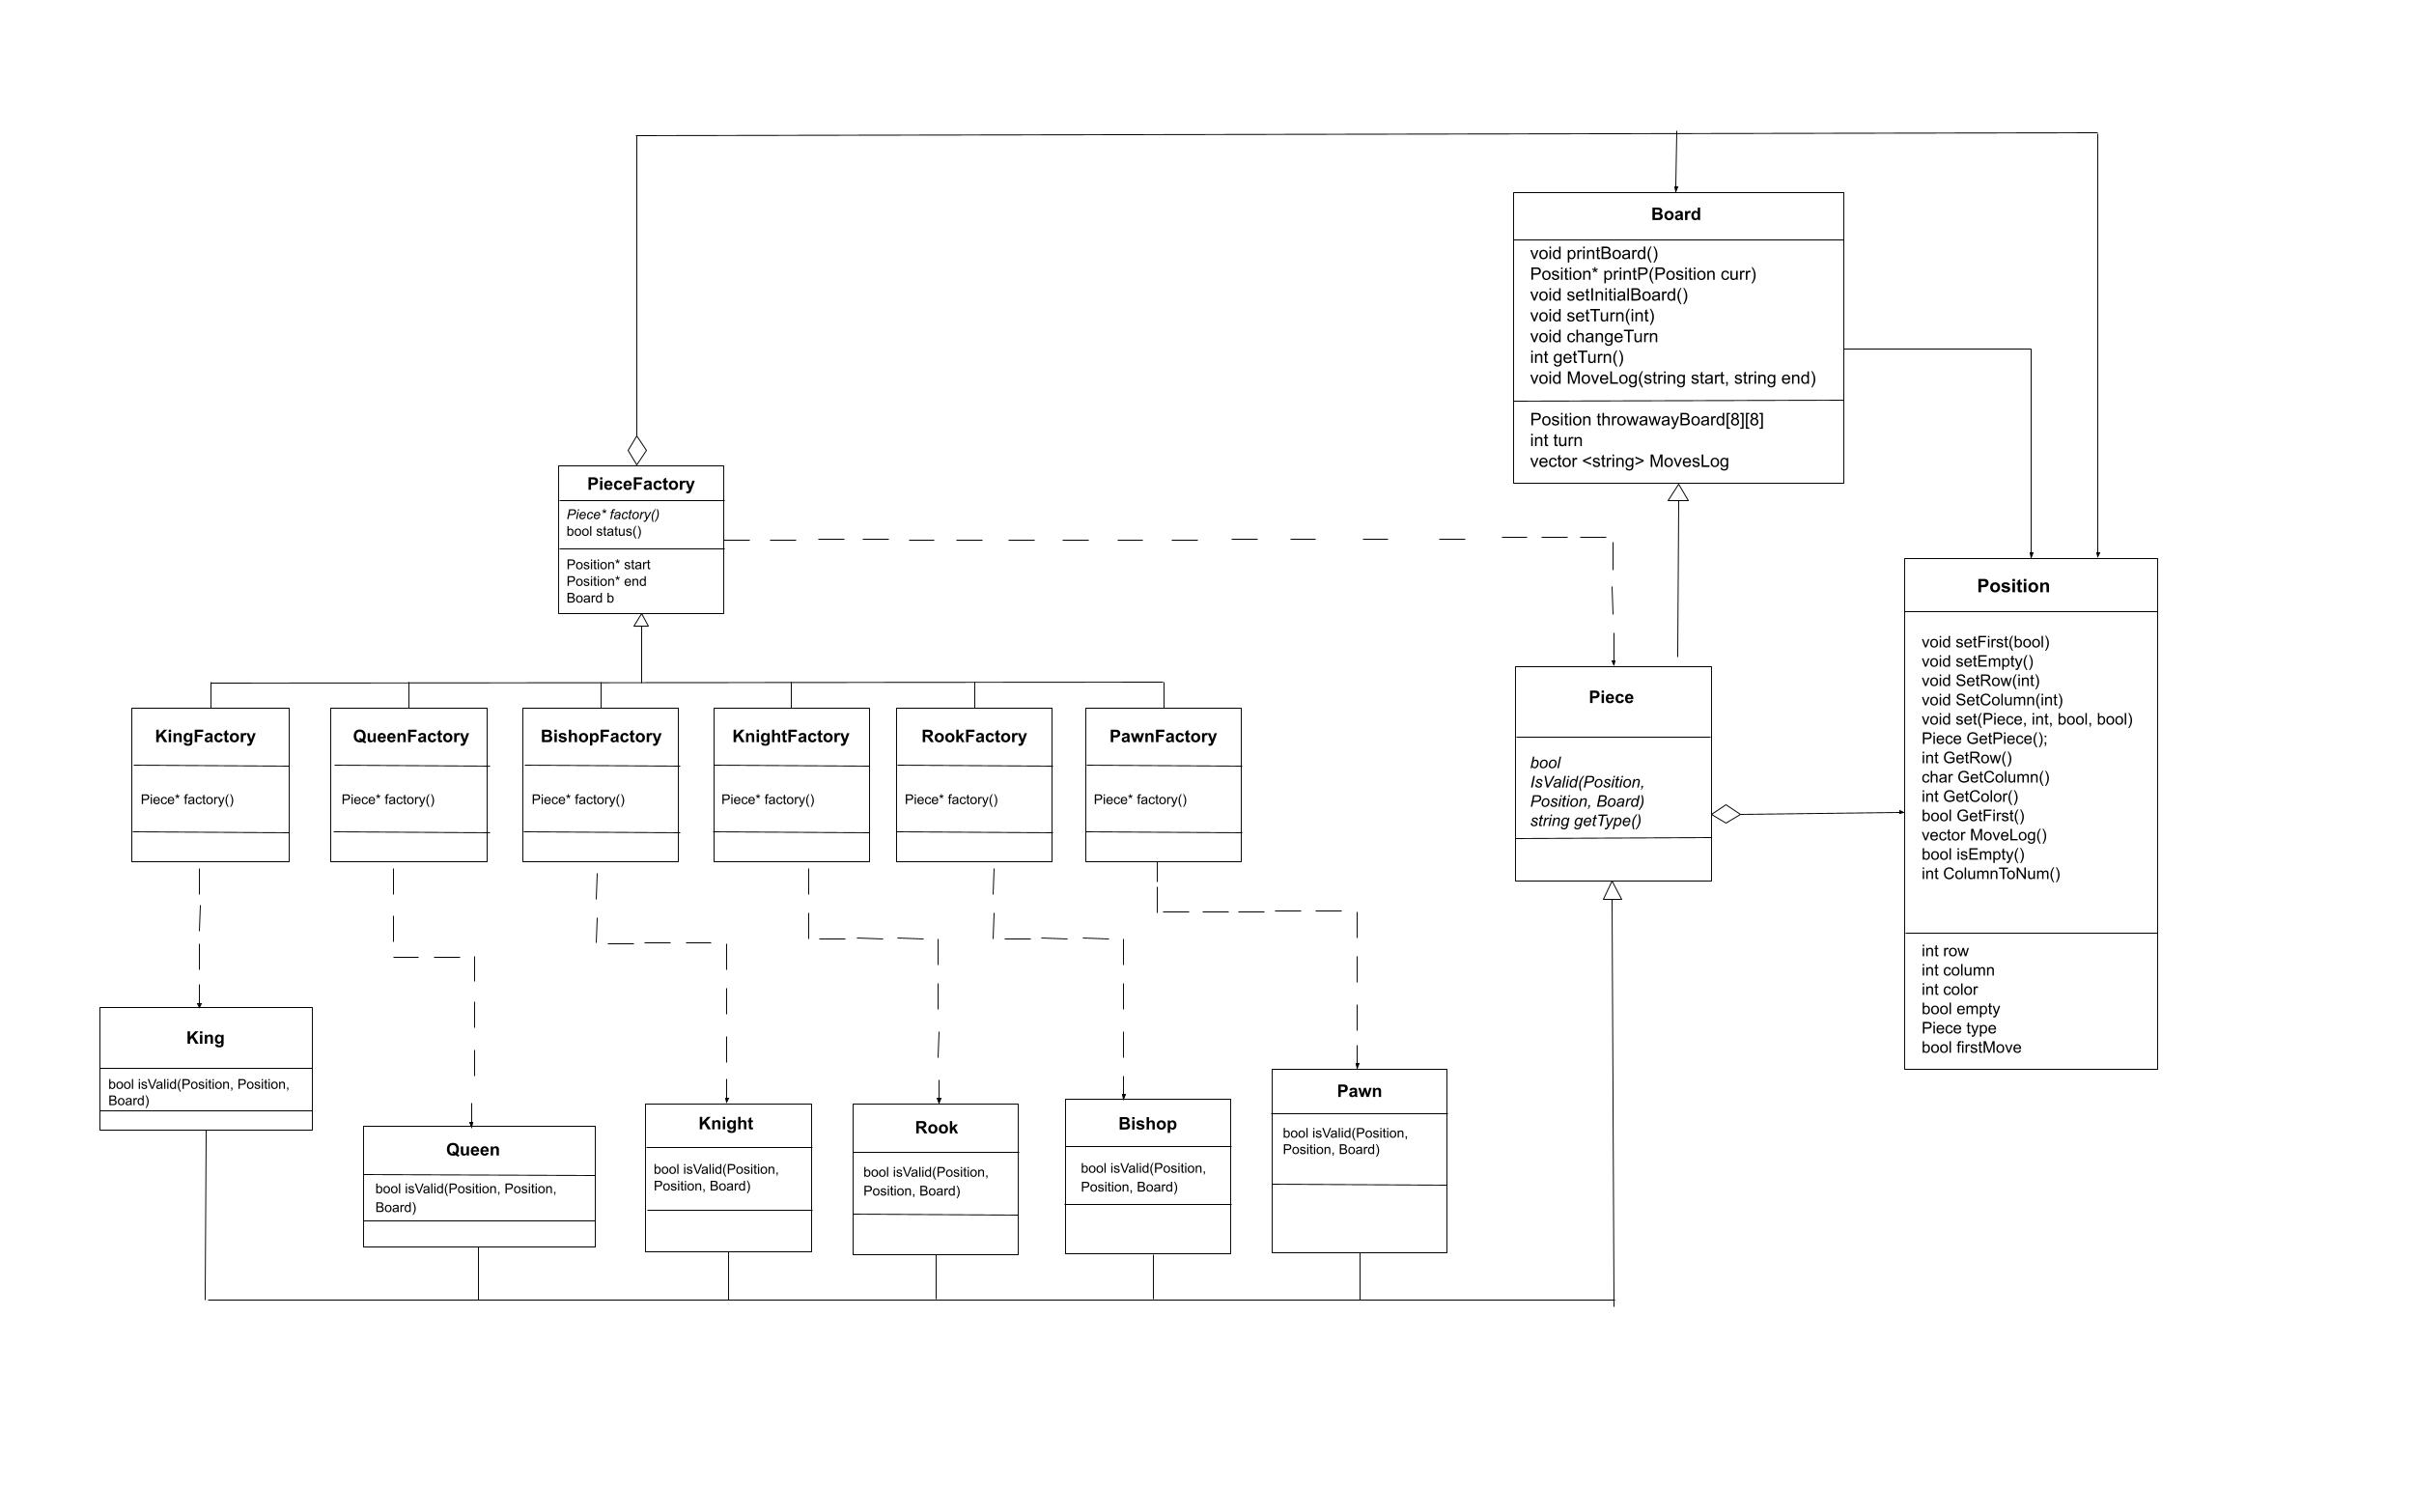 Board
void printBoard()
Position* printP(Position curr)
void setInitialBoard()
void setTurn(int)
void changeTurn
int getTurn()
void MoveLog(string start, string end)
Position throwawayBoard[8][8]
int turn
vector <string> MovesLog
PieceFactory
Piece* factory()
bool status()
Position* start
Position* end
Board b
Position
void setFirst(bool)
void setEmpty()
void SetRow(int)
void SetColumn(int)
void set(Piece, int, bool, bool)
Piece GetPiece();
int GetRow()
char GetColumn()
int GetColor()
bool GetFirst()
vector MoveLog()
bool isEmpty()
int ColumnToNum()
int row
int column
int color
bool empty
Piece type
bool firstMove
Piece
bool
IsValid(Position,
Position, Board)
string getType()
KingFactory
Piece* factory()
QueenFactory
Piece* factory()
BishopFactory
Piece* factory()
KnightFactory
Piece* factory()
RookFactory
Piece* factory()
PawnFactory
Piece* factory()
King
bool isValid(Position, Position,
Board)
Queen
bool isValid(Position, Position,
Board)
Knight
bool isValid(Position,
Position, Board)
Rook
bool isValid(Position,
Position, Board)
Bishop
bool isValid(Position,
Position, Board)
Pawn
bool isValid(Position,
Position, Board)